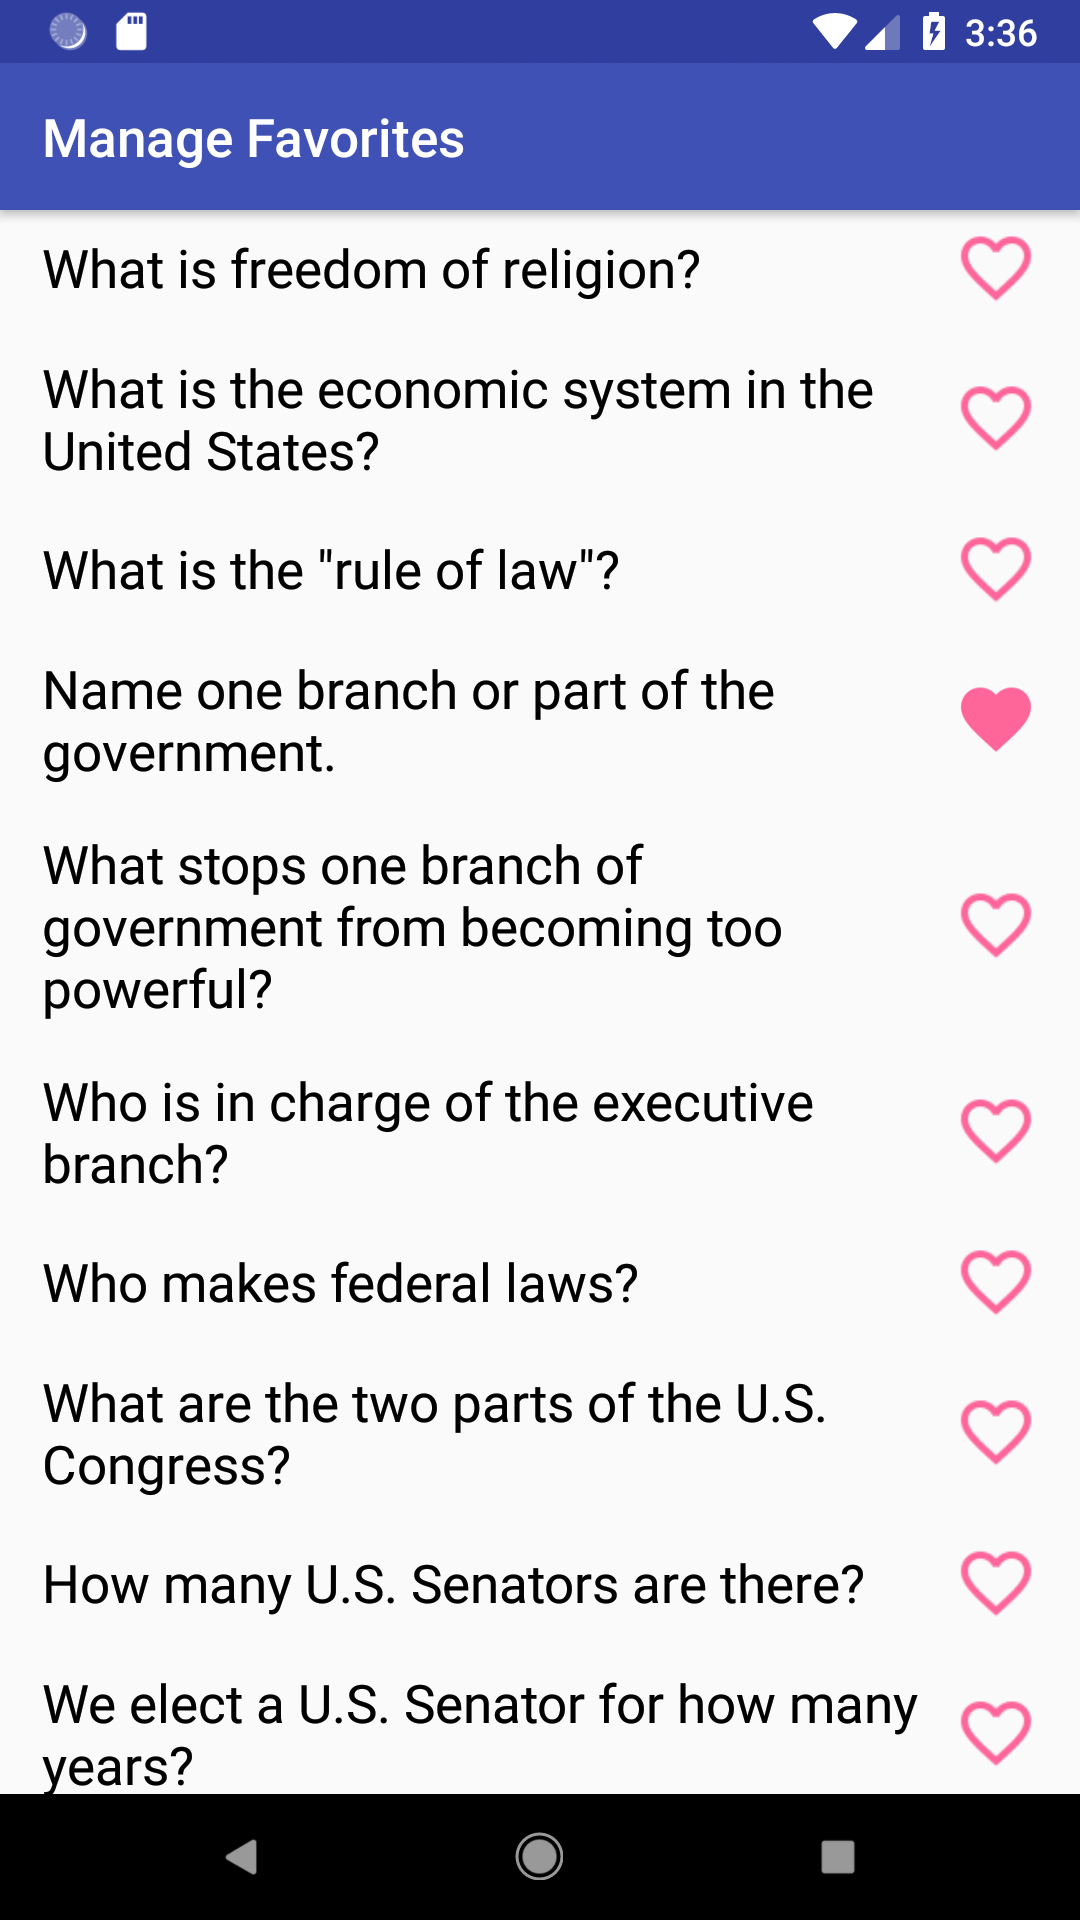 3:36
Manage Favorites
What is freedom of religion?
What is the economic system in the
United States?
What is the "rule of law"?
Name one branch or part of the
government.
What stops one branch of
government from becoming too
powerful?
Who is in charge of the executive
branch?
Who makes federal laws?
What are the two parts of the U.S.
Congress?
How many U.S. Senators are there?
We elect a U.S. Senator for how many
years?